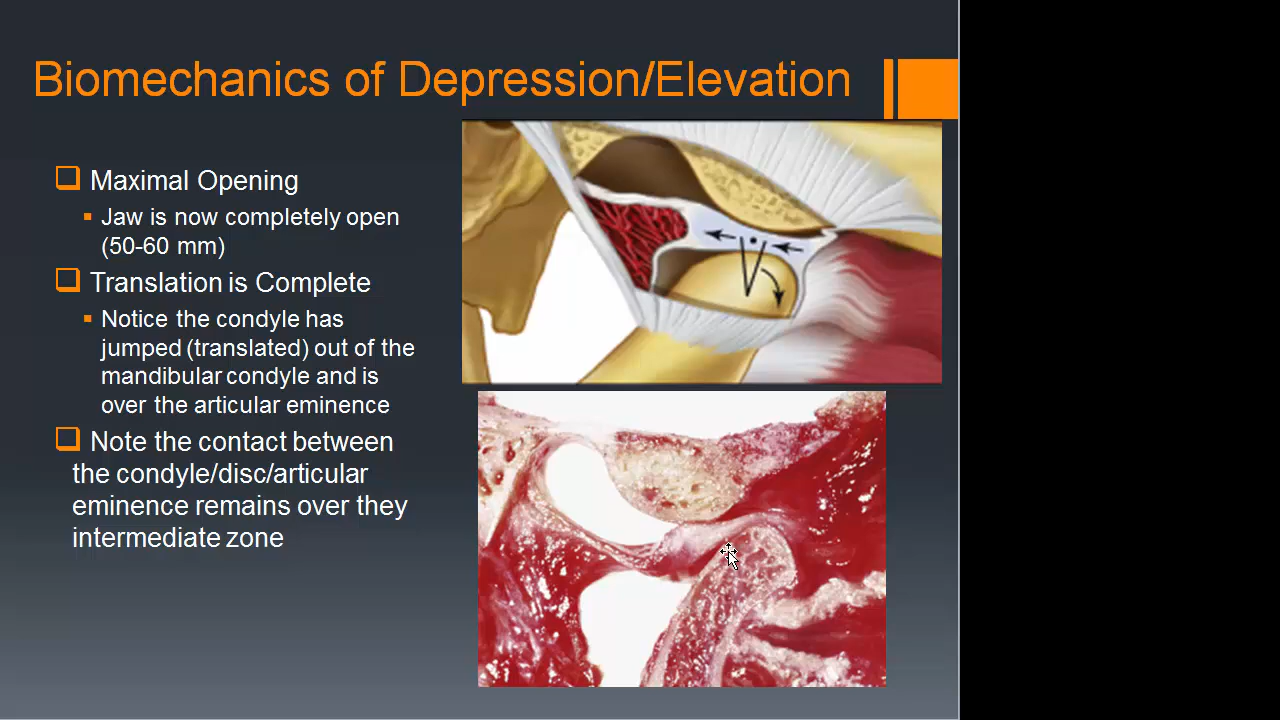 Biomechanics of Depression/Elevation
Maximal Opening
Jaw is now completely open
(50-60 mm)
Translation is Complete
Notice the condyle has
jumped (translated) out of the
mandibular condyle and is
over the articular eminence
Note the contact between
the condyle/disc/articular
eminence remains over they
intermediate zone